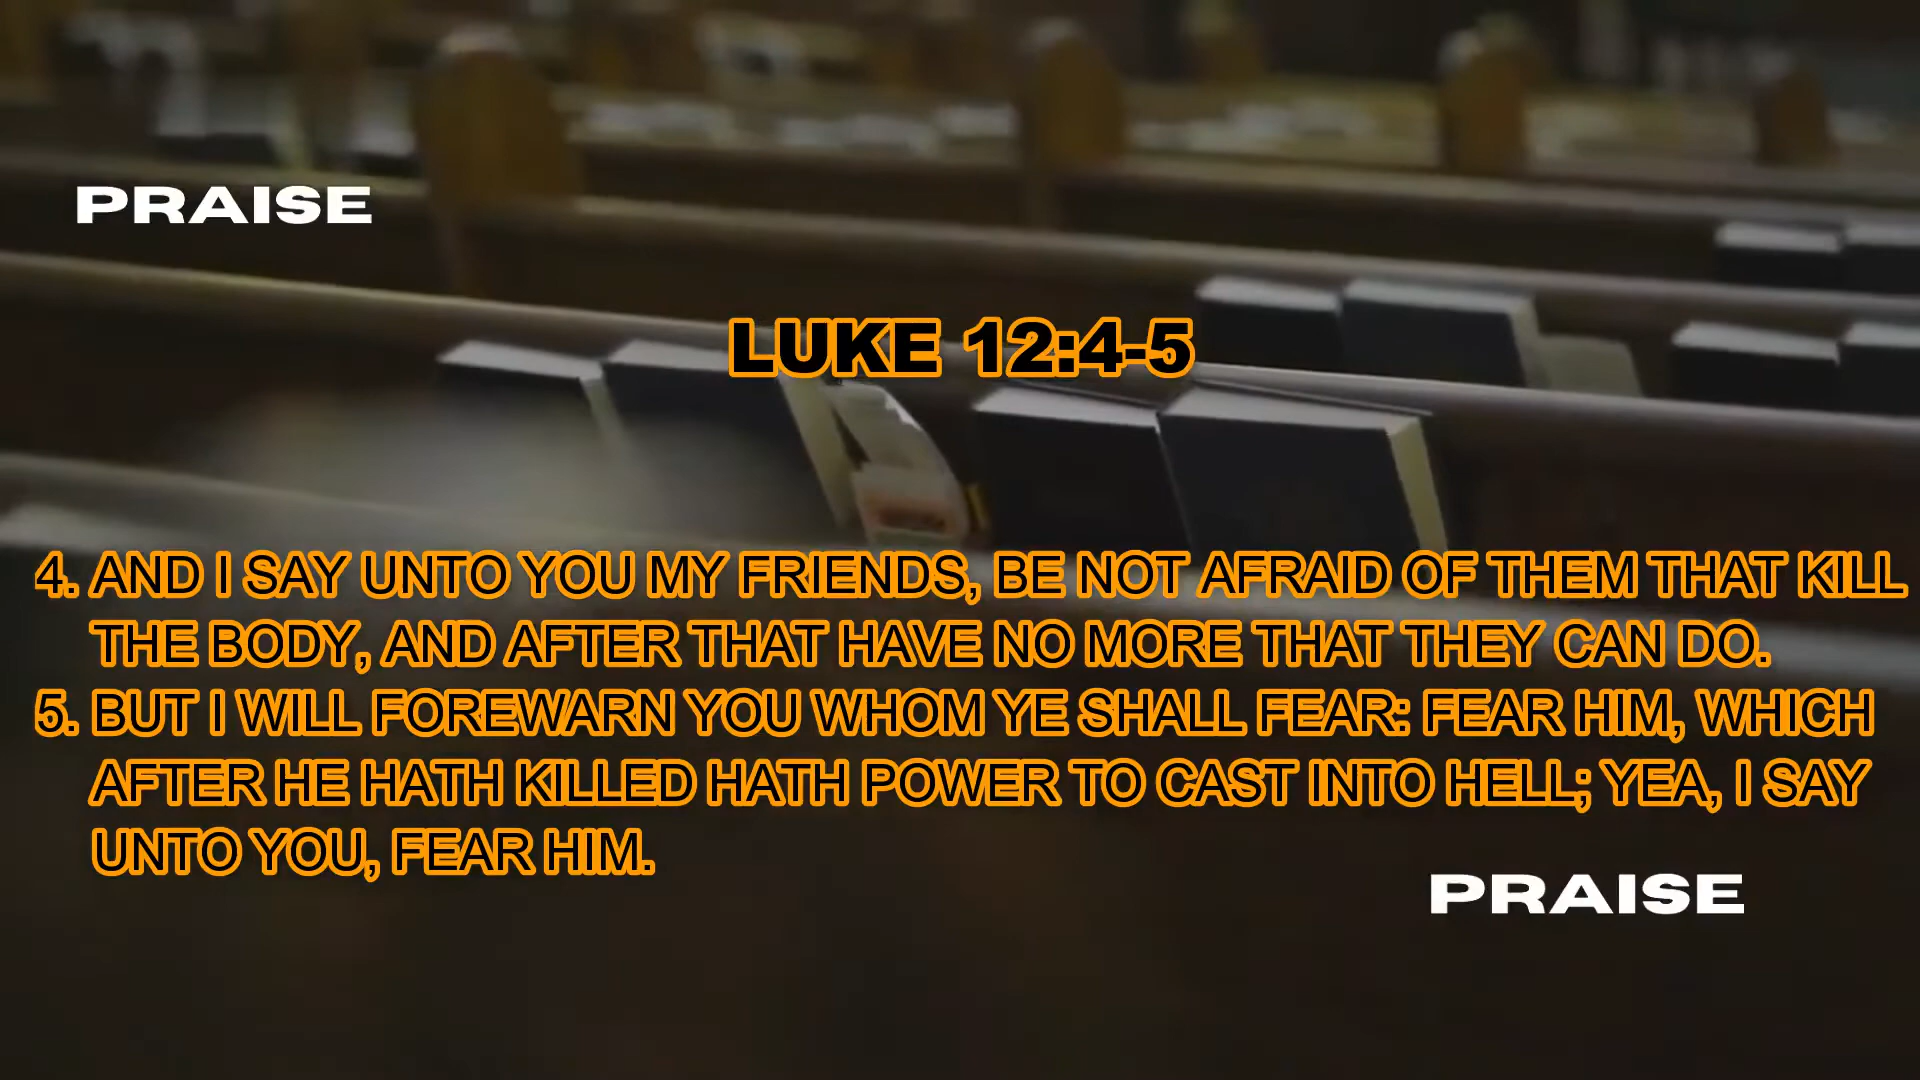 PRAISE
LUKE 12:4-5
4. AND I SAY UNTO YOU MY FRIENDS, BE NOT AFRAID OF THEM THAT KILL
THE BODY, AND AFTER THAT HAVE NO MORE THAT THEY CAN DO.
5. BUT I WILL FOREWARN YOU WHOM YE SHALL FEAR: FEAR HIM, WHICH
AFTER HE HATH KILLED HATH POWER TO CAST INTO HELL; YEA, I SAY
UNTO YOU, FEAR HIM.
PRAISE